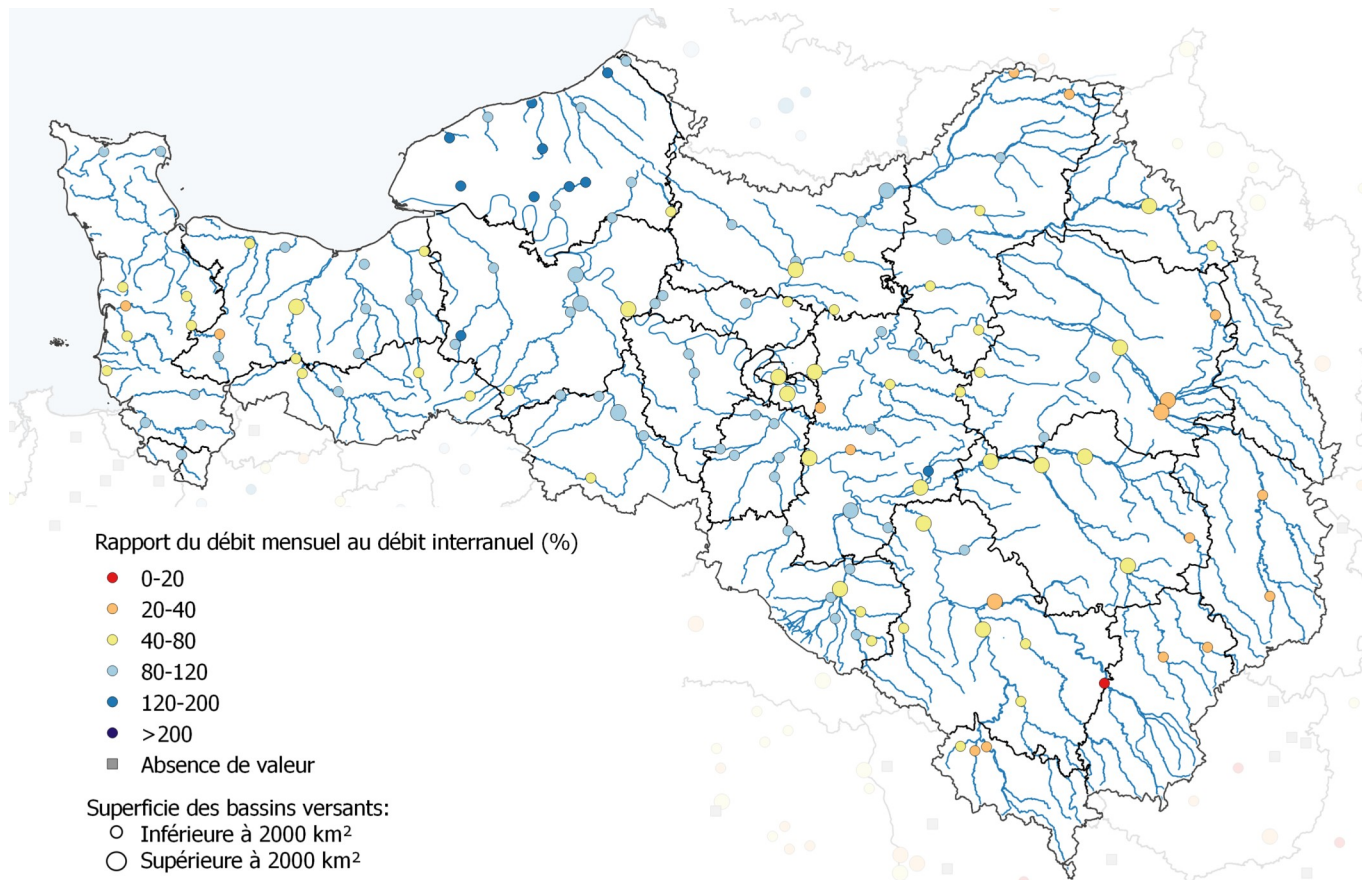 Rapport du débit mensuel au débit interranuel (%)
0-20
20-40
40-80
80-120
120-200
>200
Absence de valeur
Superficie des bassins versants:
Inférieure à 2000 km²
Supérieure à 2000 km²